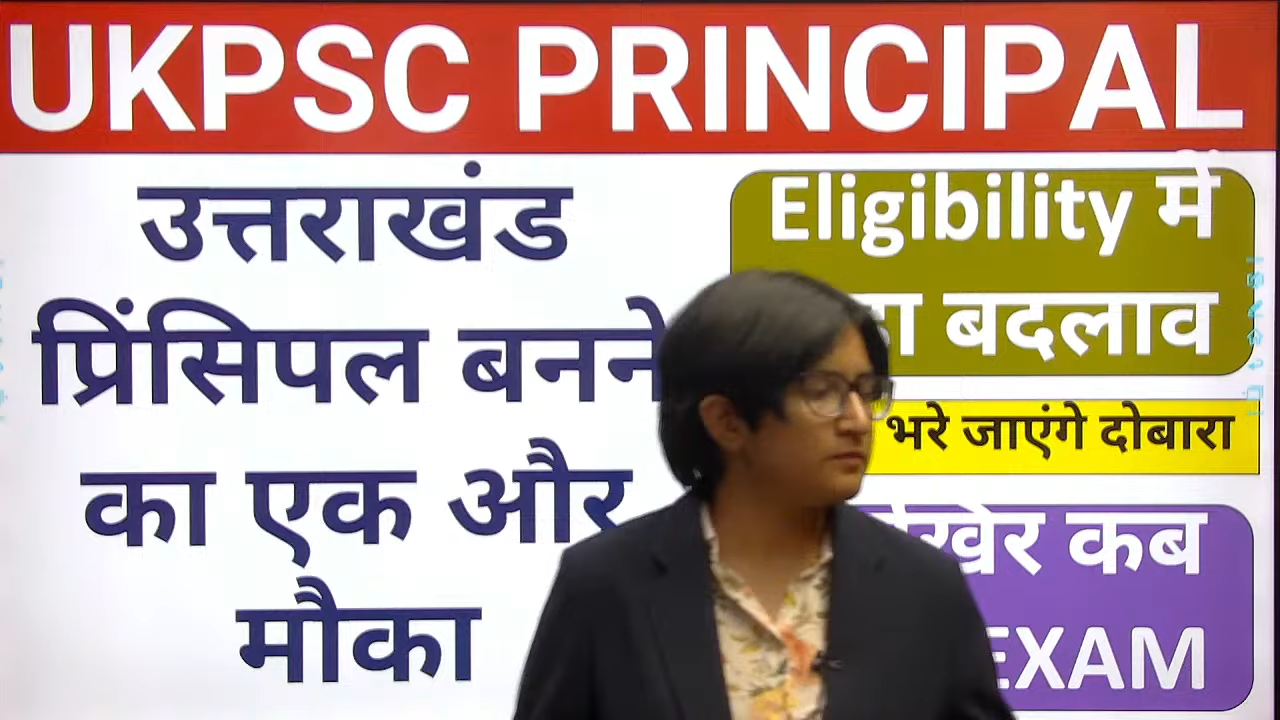 UKPSC PRINCIPAL
उत्तराखंड
प्रिंसिपल बनने
का एक और
मौका
Eligibility में
बदलाव
भरे जाएंगे दोबारा
कब
EXAM